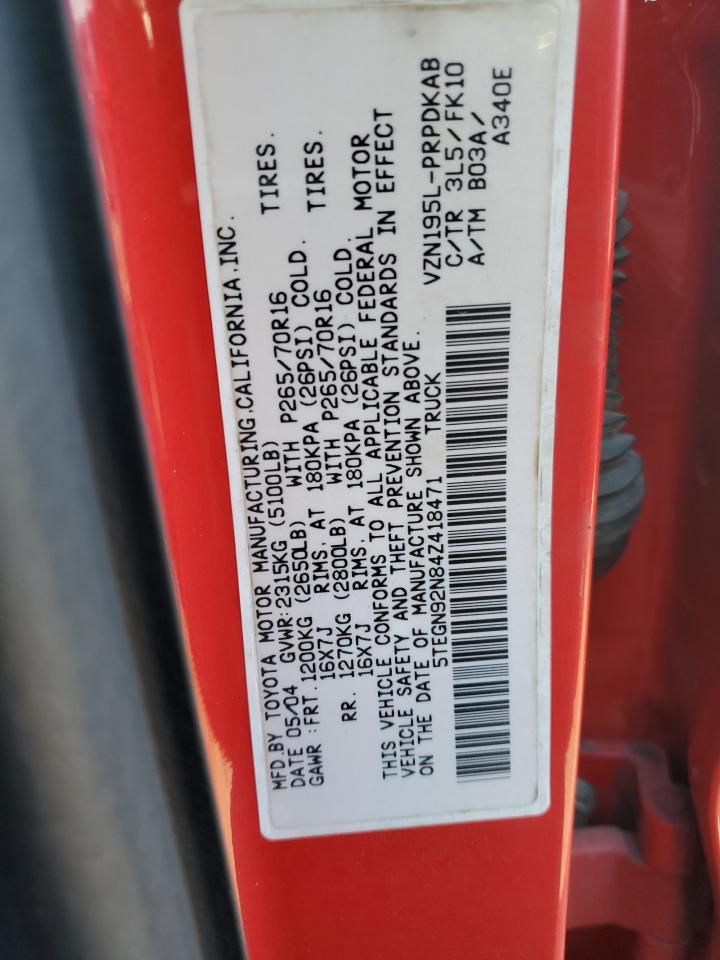 MFD.BY TOYOTA MOTOR MANUFACTURING,CALIFORNIA.INC.
DATE 05/04 GVWR:2315KG (5100LB)
GAWR :FRT.1200KG (2650LB) WITH P265/70R16 TIRES.
16X7J RIMS. AT 180KPA (26PSI) COLD.
RR. 1270KG (2800LB) WITH P265/70R16 TIRES.
16X7J RIMS. AT 180KPA (26PSI) COLD.
THIS VEHICLE CONFORMS TO ALL APPLICABLE FEDERAL MOTOR
VEHICLE SAFETY AND THEFT PREVENTION STANDARDS IN EFFECT
ON THE DATE OF MANUFACTURE SHOWN ABOVE.
5TEGN92N84Z418471 TRUCK
VZN195L-PRPDKAB
C/TR 3L5/FK10
A/TM B03A/
A340E